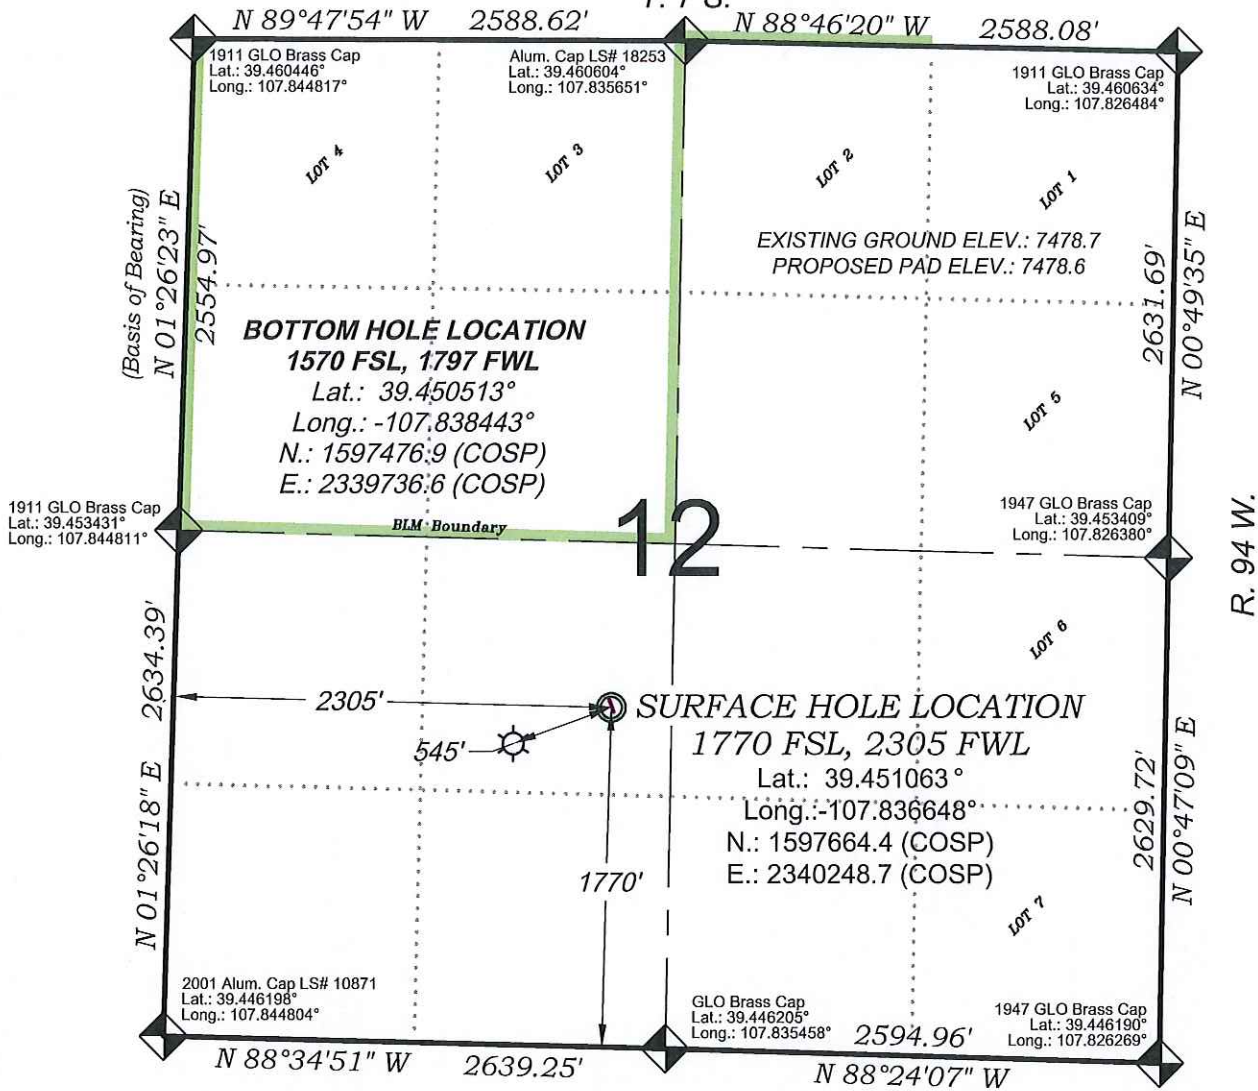 N 89°47'54" W 2588.62'
N 88°46'20" W 2588.08'
1911 GLO Brass Cap
Lat.: 39.460446°
Long.: 107.844817°
Alum. Cap LS# 18253
Lat.: 39.460604°
Long.: 107.835651°
1911 GLO Brass Cap
Lat.: 39.460634°
Long.: 107.826484°
LOT 4
LOT 3
LOT 2
LOT 1
(Basis of Bearing)
N 01°26'23" E
2554.97'
EXISTING GROUND ELEV.: 7478.7
PROPOSED PAD ELEV.: 7478.6
2631.69'
N 00°49'35" E
BOTTOM HOLE LOCATION
1570 FSL, 1797 FWL
Lat.: 39.450513°
Long.: -107.838443°
N.: 1597476.9 (COSP)
E.: 2339736.6 (COSP)
LOT 5
1911 GLO Brass Cap
Lat.: 39.453431°
Long.: 107.844811°
BLM Boundary
12
1947 GLO Brass Cap
Lat.: 39.453409°
Long.: 107.826380°
R. 94 W.
LOT 6
2634.39'
N 01°26'18" E
2305'
545'
SURFACE HOLE LOCATION
1770 FSL, 2305 FWL
Lat.: 39.451063°
Long.:-107.836648°
N.: 1597664.4 (COSP)
E.: 2340248.7 (COSP)
2629.72'
N 00°47'09" E
1770'
LOT 7
2001 Alum. Cap LS# 10871
Lat.: 39.446198°
Long.: 107.844804°
GLO Brass Cap
Lat.: 39.446205°
Long.: 107.835458°
1947 GLO Brass Cap
Lat.: 39.446190°
Long.: 107.826269°
N 88°34'51" W 2639.25'
2594.96'
N 88°24'07" W